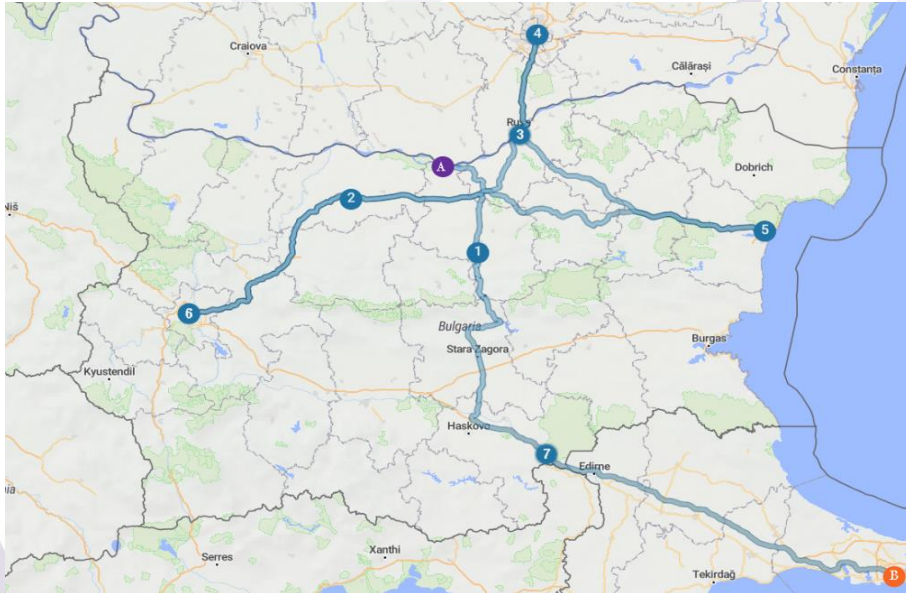 4
Craiova
Călărași
Constanța
Ruse
3
A
Dobrich
2
Niš
5
1
6
Bulgaria
Burgas
Stara Zagora
Kyustendil
Haskovo
7
Edirne
Serres
Xanthi
Tekirdağ
B